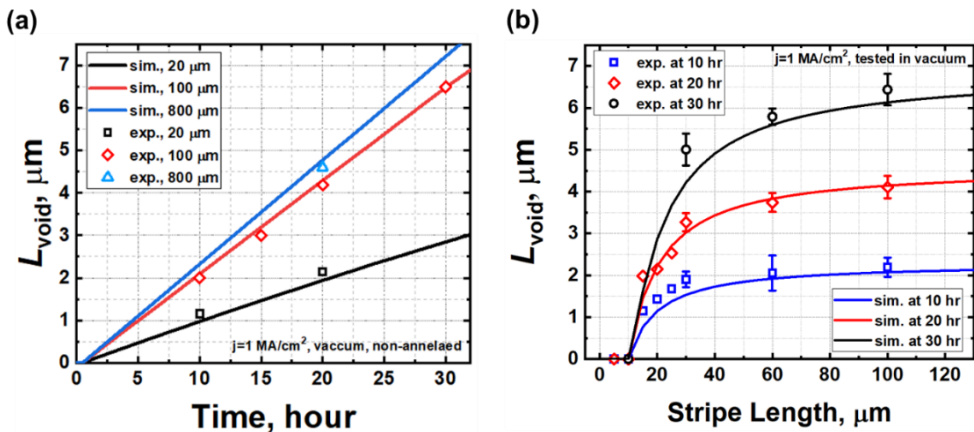 (a)
L_void, μm
7
6
5
4
3
2
1
0
sim., 20 μm
sim., 100 μm
sim., 800 μm
exp., 20 μm
exp., 100 μm
exp., 800 μm
j=1 MA/cm², vaccum, non-annelaed
0 5 10 15 20 25 30
Time, hour
(b)
L_void, μm
7
6
5
4
3
2
1
0
exp. at 10 hr
exp. at 20 hr
exp. at 30 hr
j=1 MA/cm², tested in vacuum
sim. at 10 hr
sim. at 20 hr
sim. at 30 hr
0 20 40 60 80 100 120
Stripe Length, μm